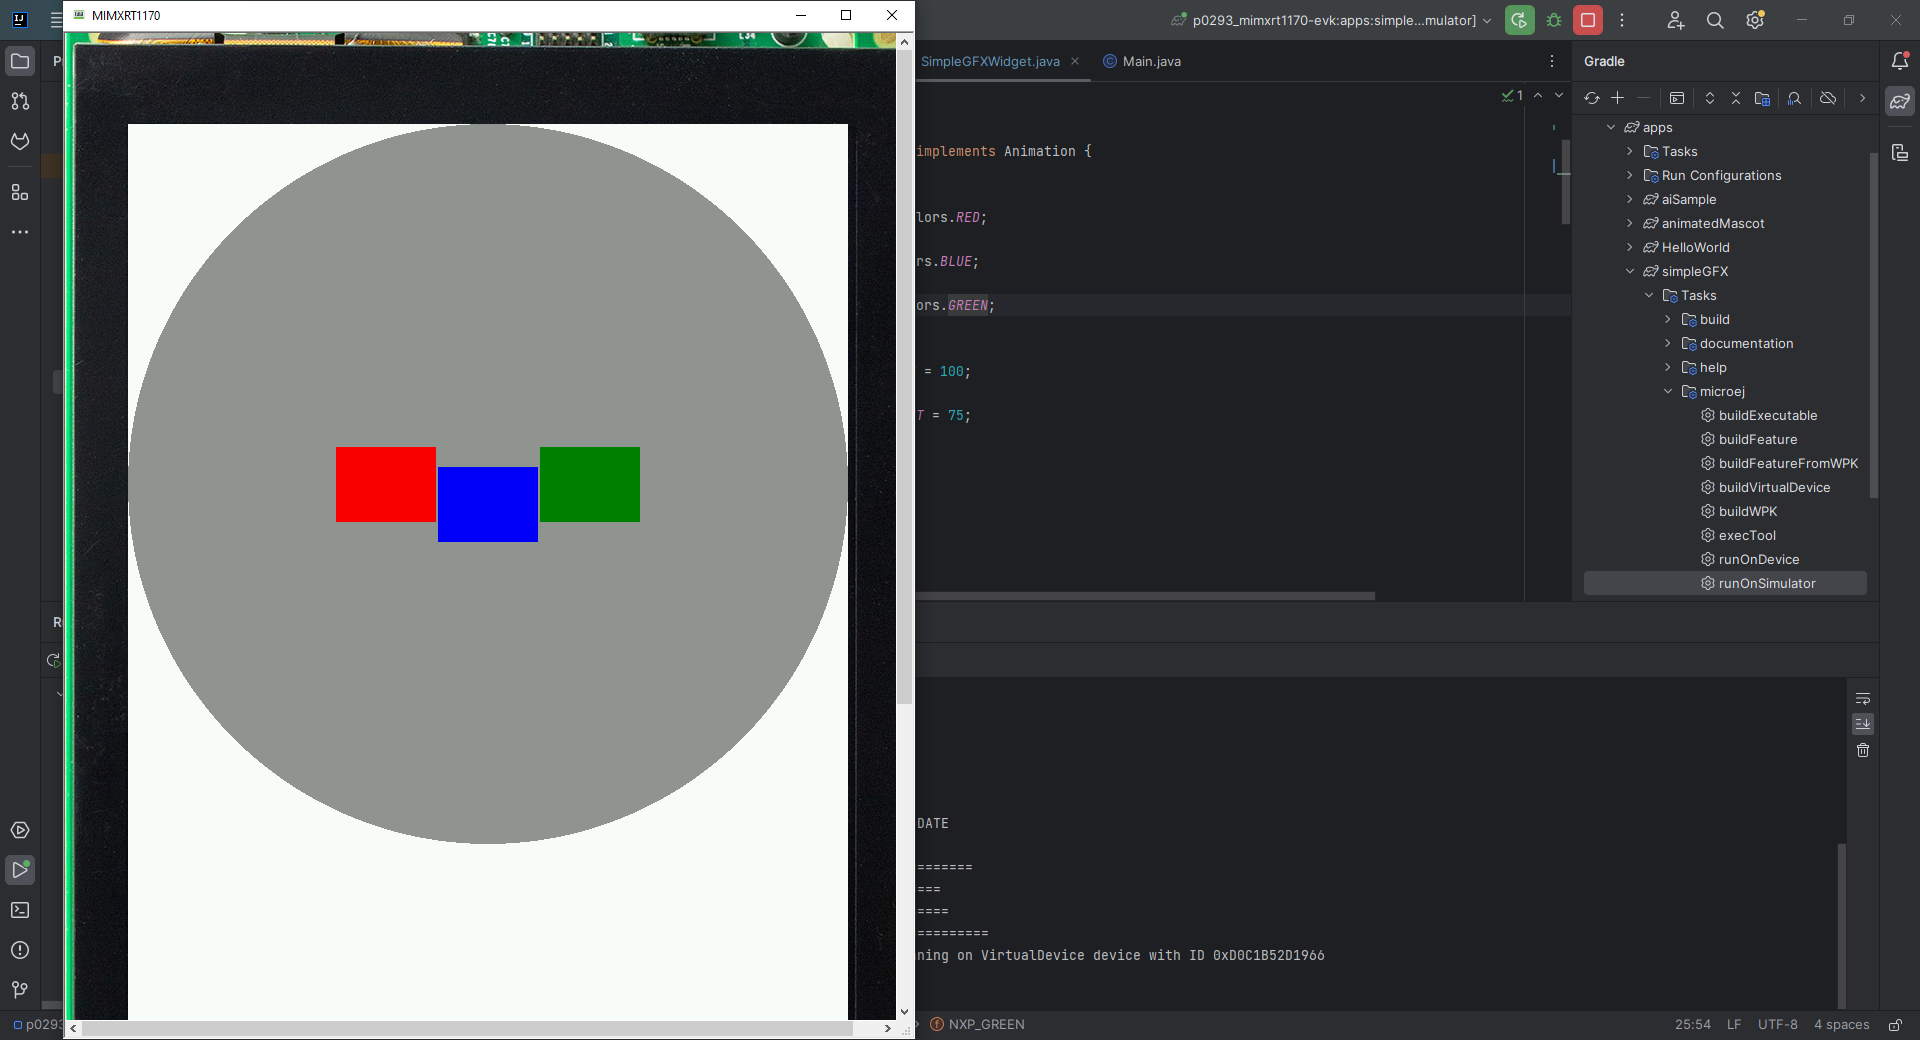 MIMXRT1170
p0293_mimxrt1170-evk:apps:simple...mulator]
SimpleGFXWidget.java
Main.java
Gradle
1
implements Animation {
lors.RED;
rs.BLUE;
ors.GREEN;
= 100;
T = 75;
apps
Tasks
Run Configurations
aiSample
animatedMascot
HelloWorld
simpleGFX
Tasks
build
documentation
help
microej
buildExecutable
buildFeature
buildFeatureFromWPK
buildVirtualDevice
buildWPK
execTool
runOnDevice
runOnSimulator
DATE
=======
===
====
=========
ning on VirtualDevice device with ID 0xD0C1B52D1966
p0293
NXP_GREEN
25:54 LF UTF-8 4 spaces